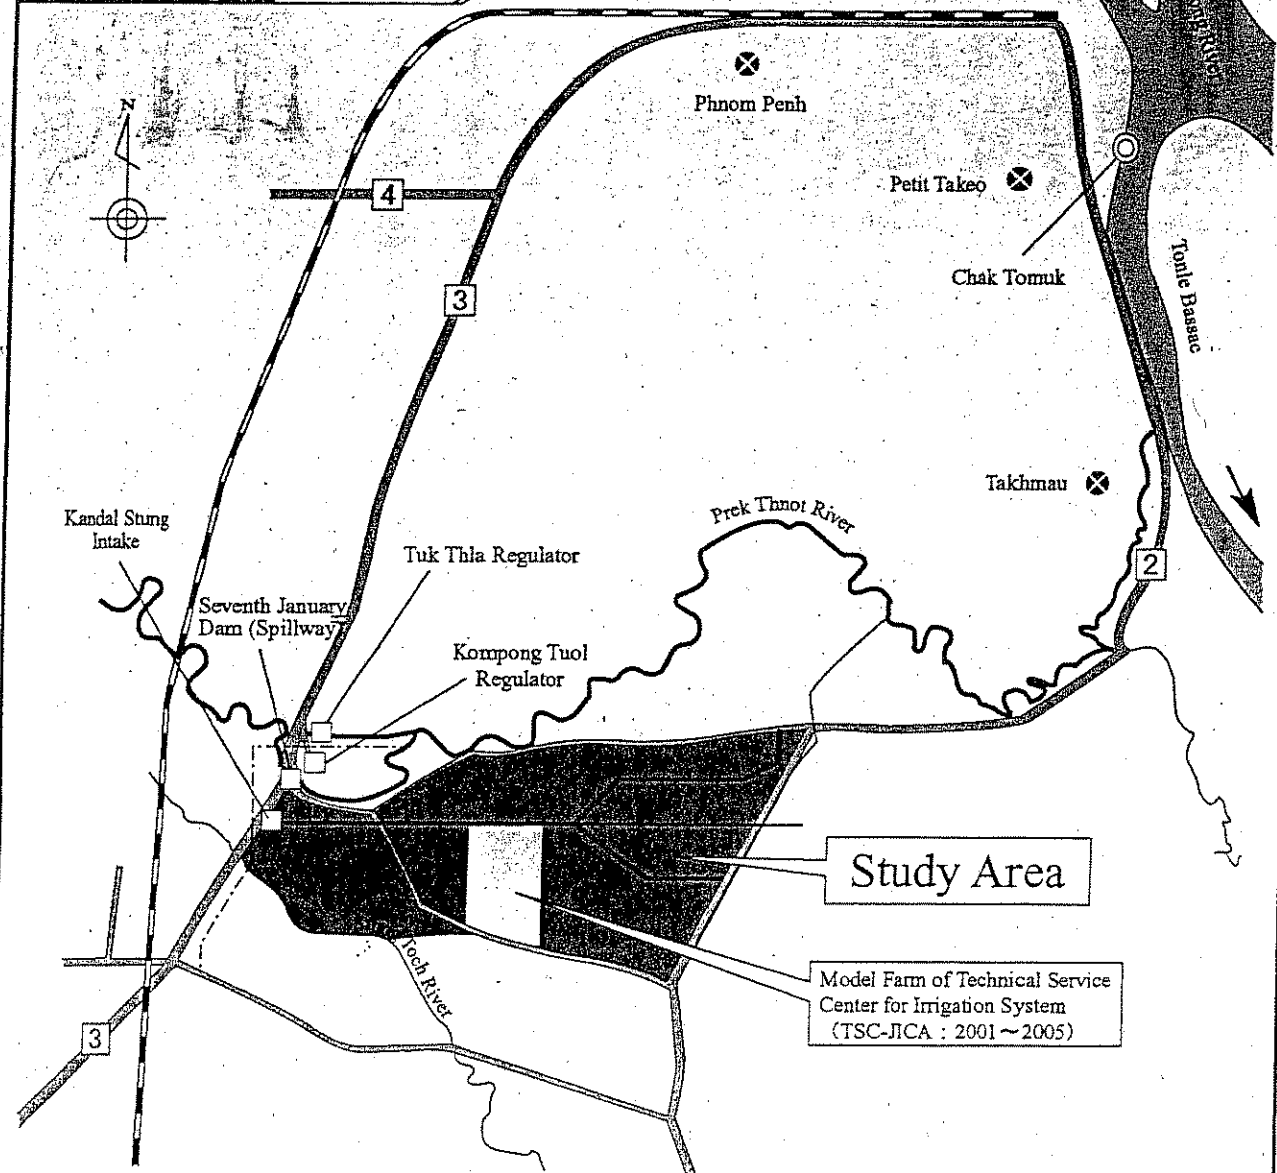 N
Phnom Penh
Petit Takeo
Chak Tomuk
Tonle Bassac
4
3
Takhmau
Prek Thnot River
2
Kandal Stung
Intake
Tuk Thla Regulator
Seventh January
Dam (Spillway)
Kompong Tuol
Regulator
Study Area
Toch River
Model Farm of Technical Service
Center for Irrigation System
(TSC-JICA : 2001～2005)
3